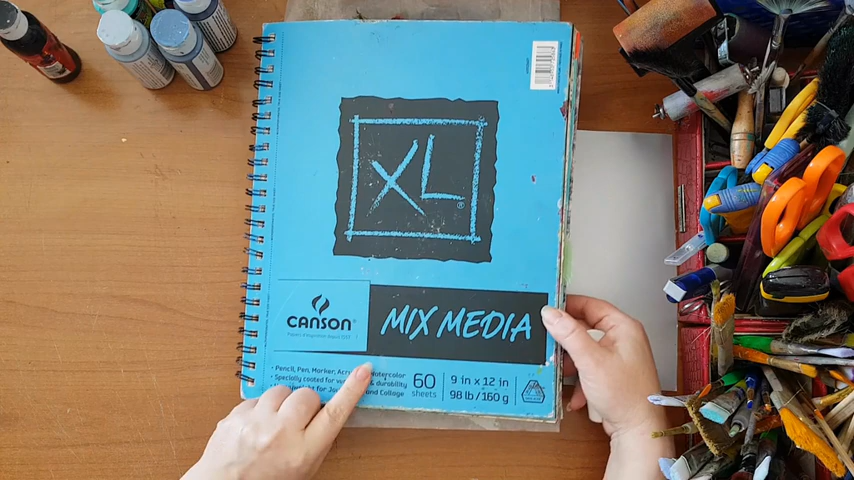 XL®
CANSON®
MIX MEDIA
• Pencil, Pen, Marker, Acr Watercolor
• Specially coated for & durability
and Collage
60
sheets
9 in x 12 in
98 lb / 160 g